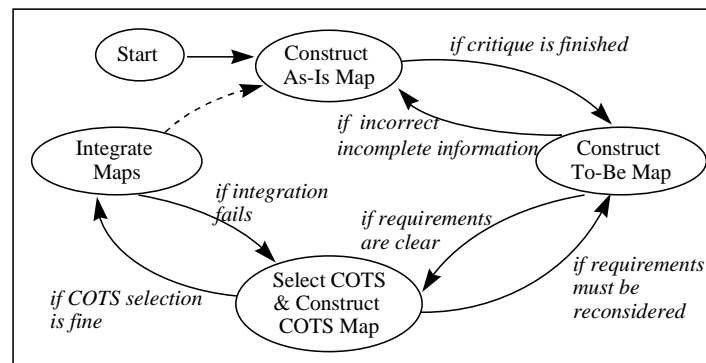 Start
Construct
As-Is Map
if critique is finished
if incorrect
incomplete information
Construct
To-Be Map
Integrate
Maps
if integration
fails
if requirements
are clear
Select COTS
& Construct
COTS Map
if COTS selection
is fine
if requirements
must be
reconsidered